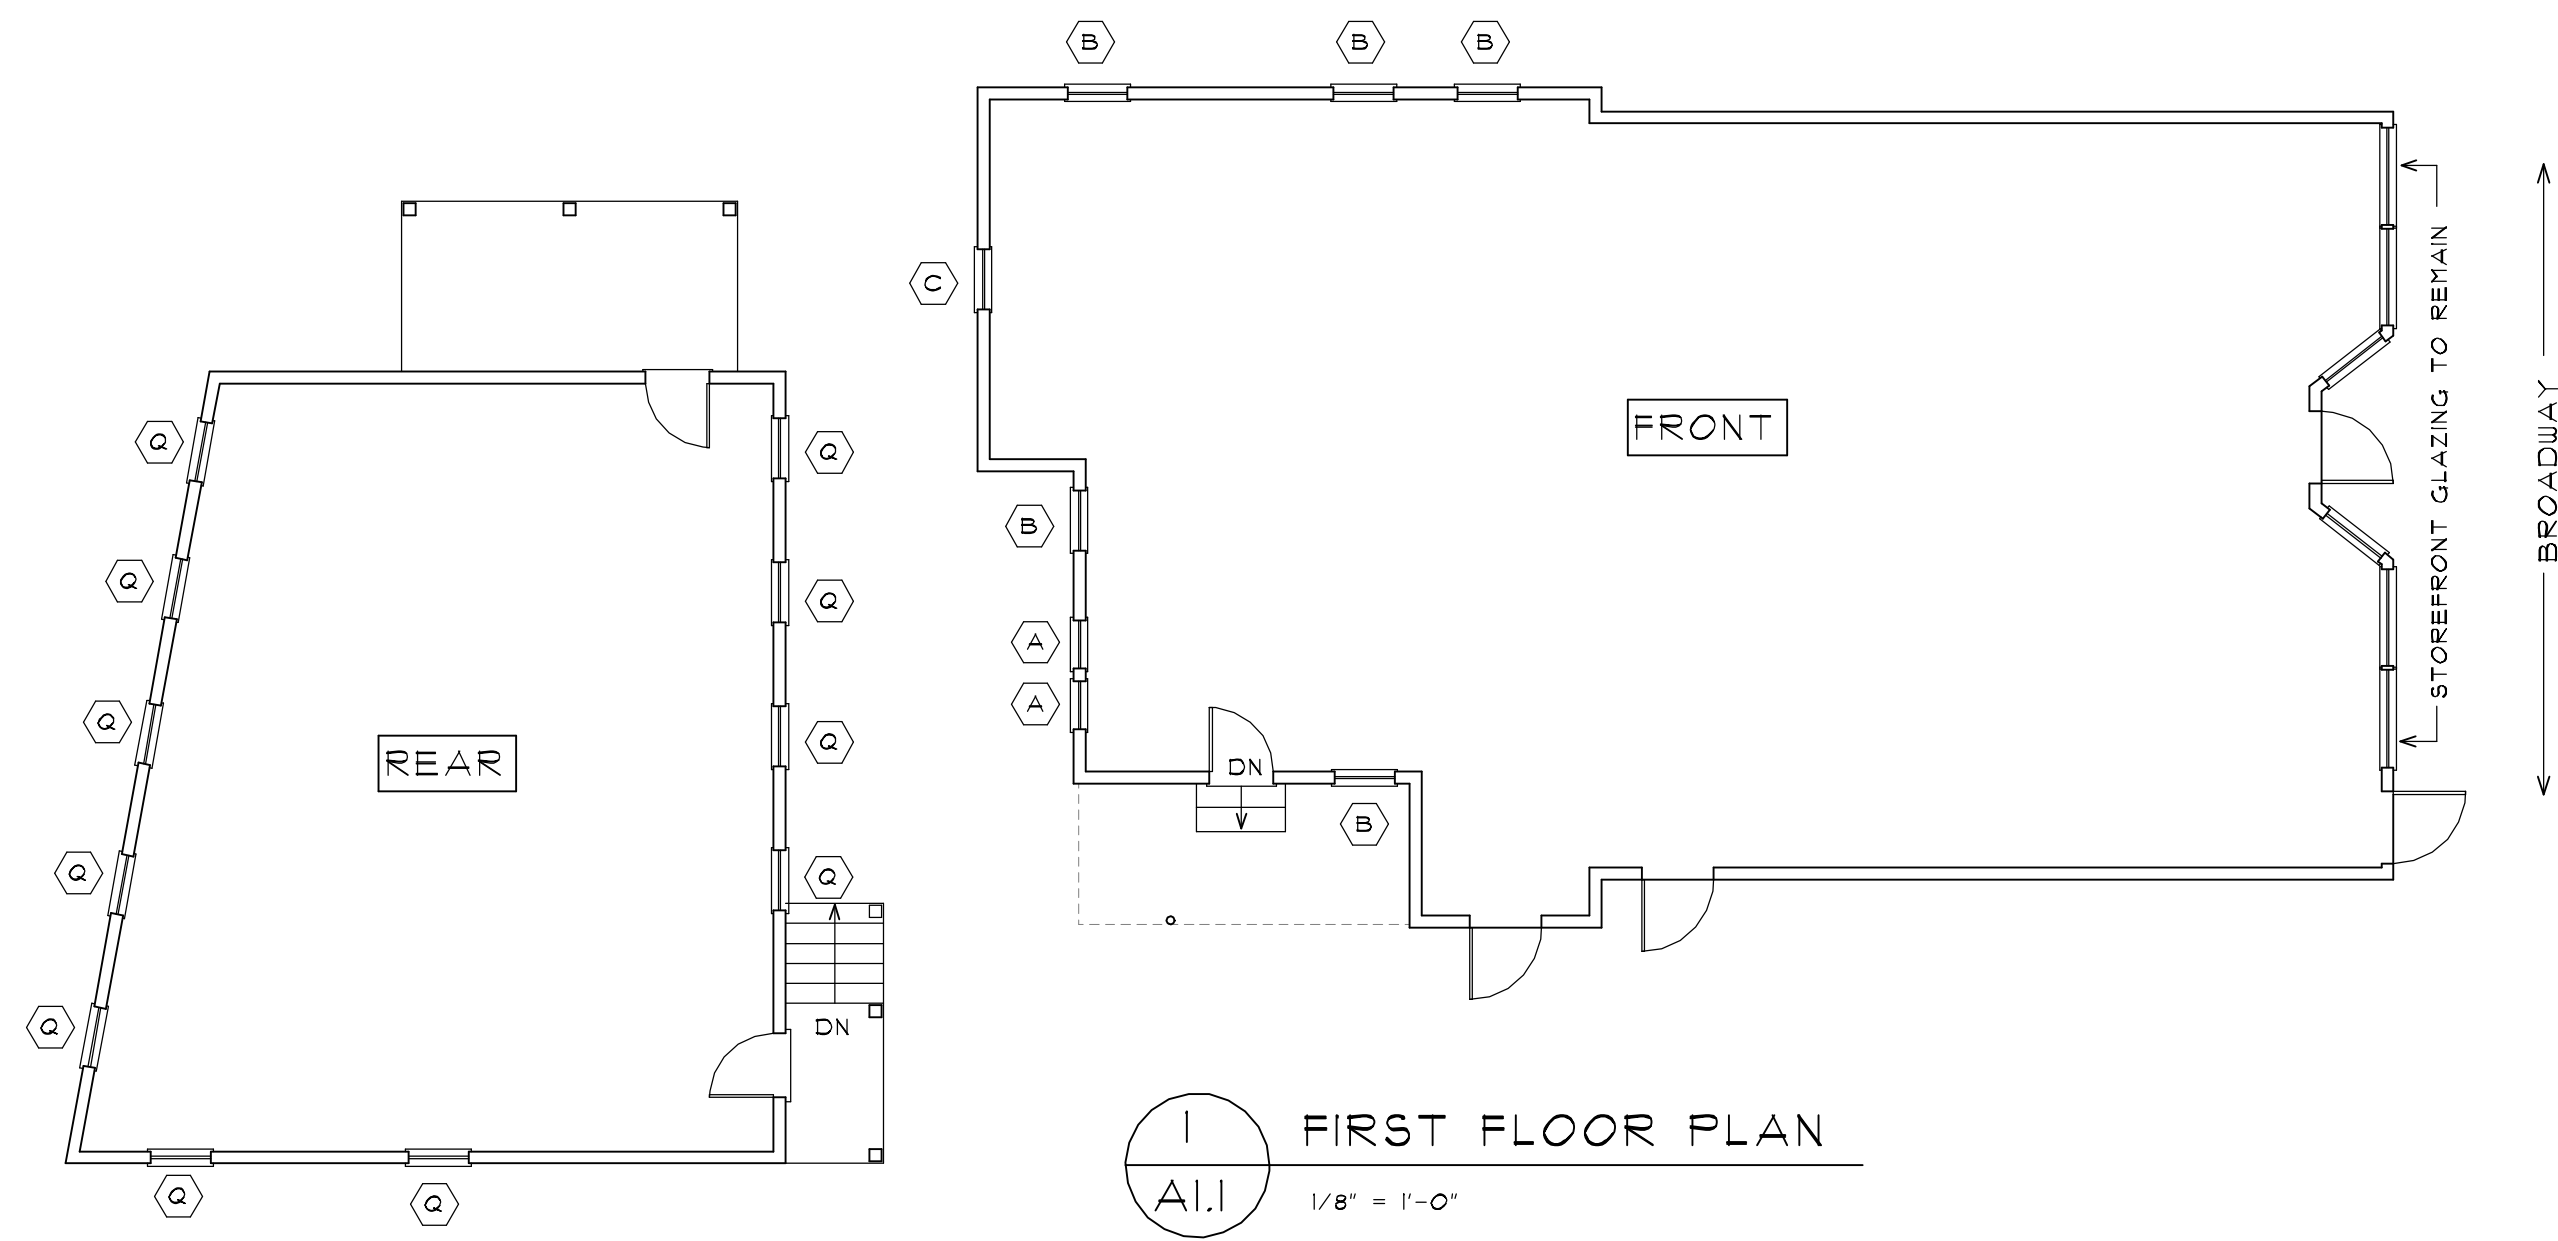 B
B
B
C
Q
Q
B
Q
Q
A
A
Q
Q
Q
Q
Q
Q
Q
Q
B
FRONT
REAR
DN
DN
STOREFRONT GLAZING TO REMAIN
BROADWAY
1
A1.1
FIRST FLOOR PLAN
1/8" = 1'-0"